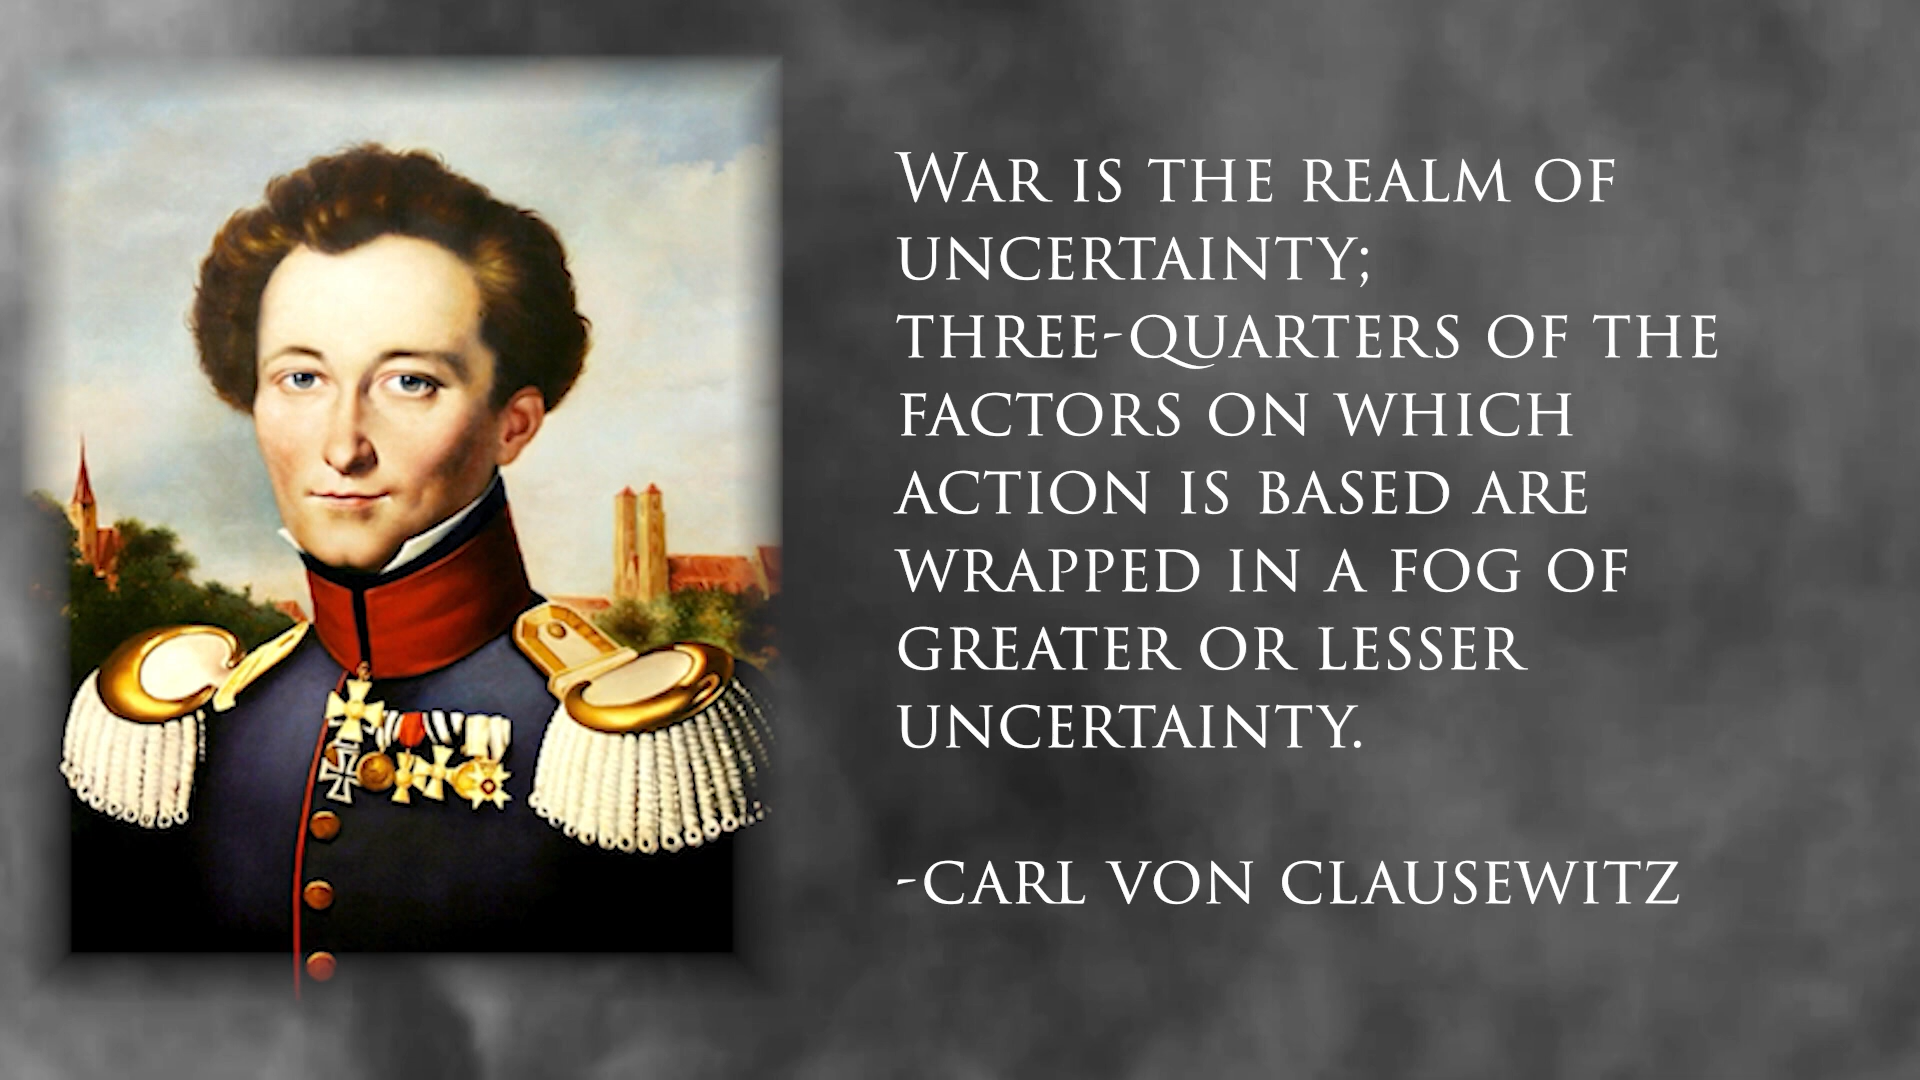 War is the realm of
uncertainty;
three-quarters of the
factors on which
action is based are
wrapped in a fog of
greater or lesser
uncertainty.
-Carl von Clausewitz